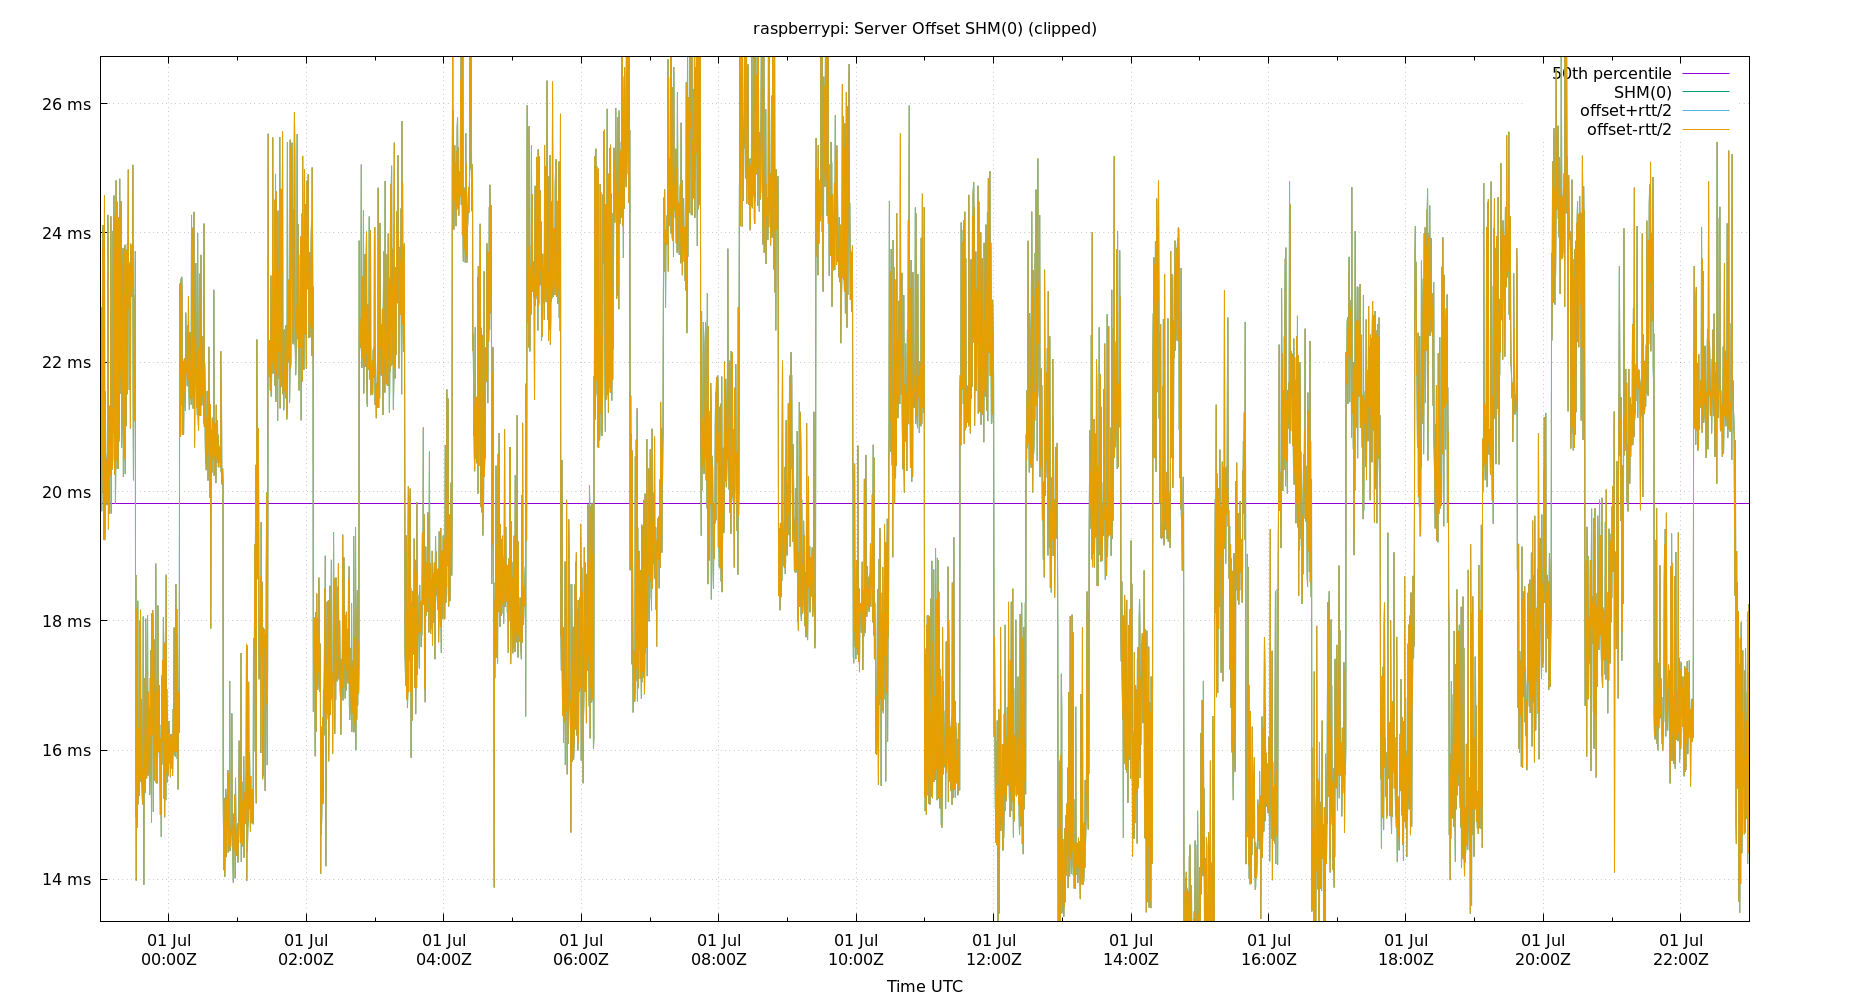 raspberrypi: Server Offset SHM(0) (clipped)
50th percentile
SHM(0)
offset+rtt/2
offset-rtt/2
26 ms
24 ms
22 ms
20 ms
18 ms
16 ms
14 ms
01 Jul 01 Jul 01 Jul 01 Jul 01 Jul 01 Jul 01 Jul 01 Jul 01 Jul 01 Jul 01 Jul 01 Jul
00:00Z 02:00Z 04:00Z 06:00Z 08:00Z 10:00Z 12:00Z 14:00Z 16:00Z 18:00Z 20:00Z 22:00Z
Time UTC